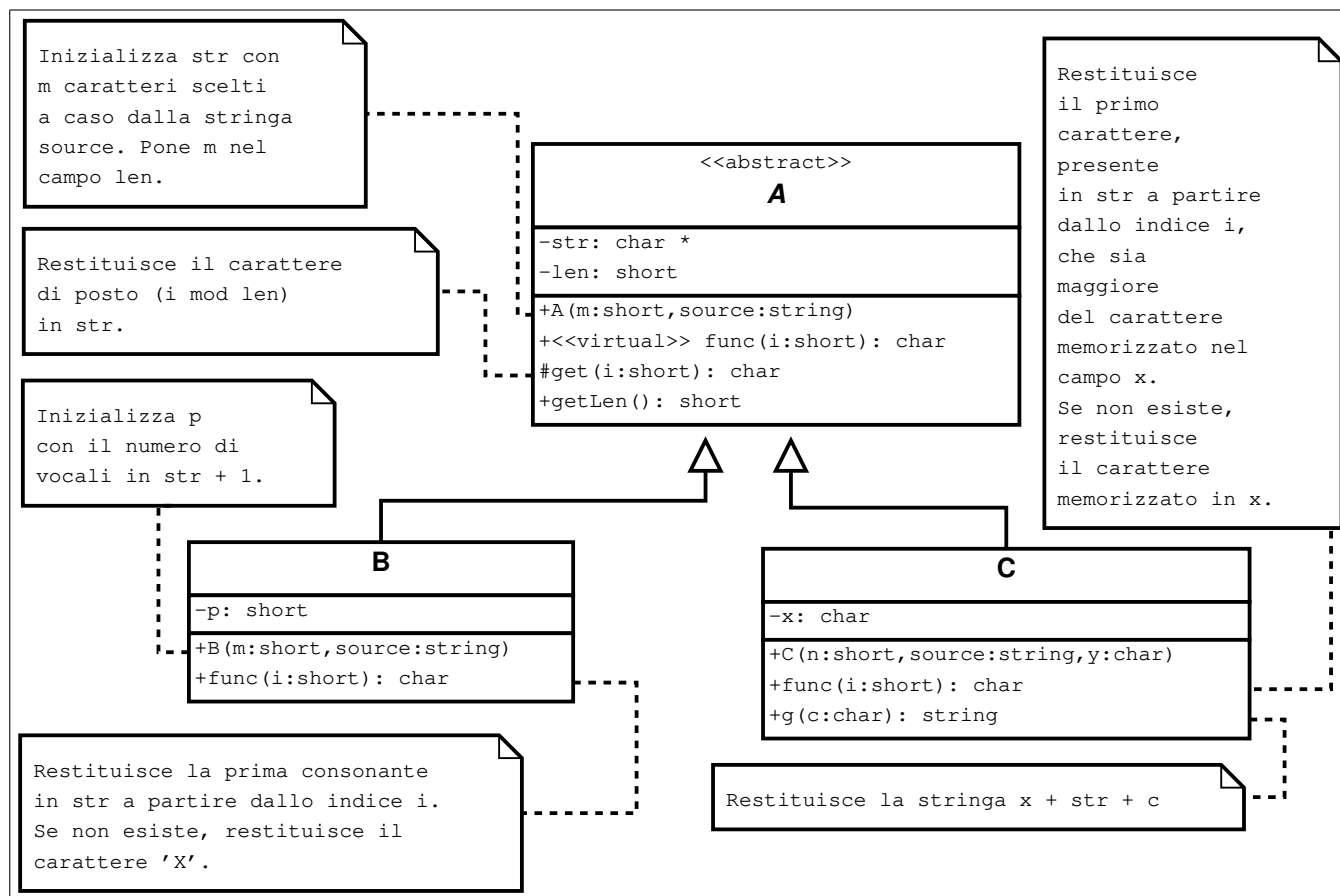 Inizializza str con
m caratteri scelti
a caso dalla stringa
source. Pone m nel
campo len.
Restituisce il carattere
di posto (i mod len)
in str.
Inizializza p
con il numero di
vocali in str + 1.
<<abstract>>
A
-str: char *
-len: short
+A(m:short,source:string)
+<<virtual>> func(i:short): char
#get(i:short): char
+getLen(): short
Restituisce
il primo
carattere,
presente
in str a partire
dallo indice i,
che sia
maggiore
del carattere
memorizzato nel
campo x.
Se non esiste,
restituisce
il carattere
memorizzato in x.
B
-p: short
+B(m:short,source:string)
+func(i:short): char
C
-x: char
+C(n:short,source:string,y:char)
+func(i:short): char
+g(c:char): string
Restituisce la prima consonante
in str a partire dallo indice i.
Se non esiste, restituisce il
carattere 'X'.
Restituisce la stringa x + str + c